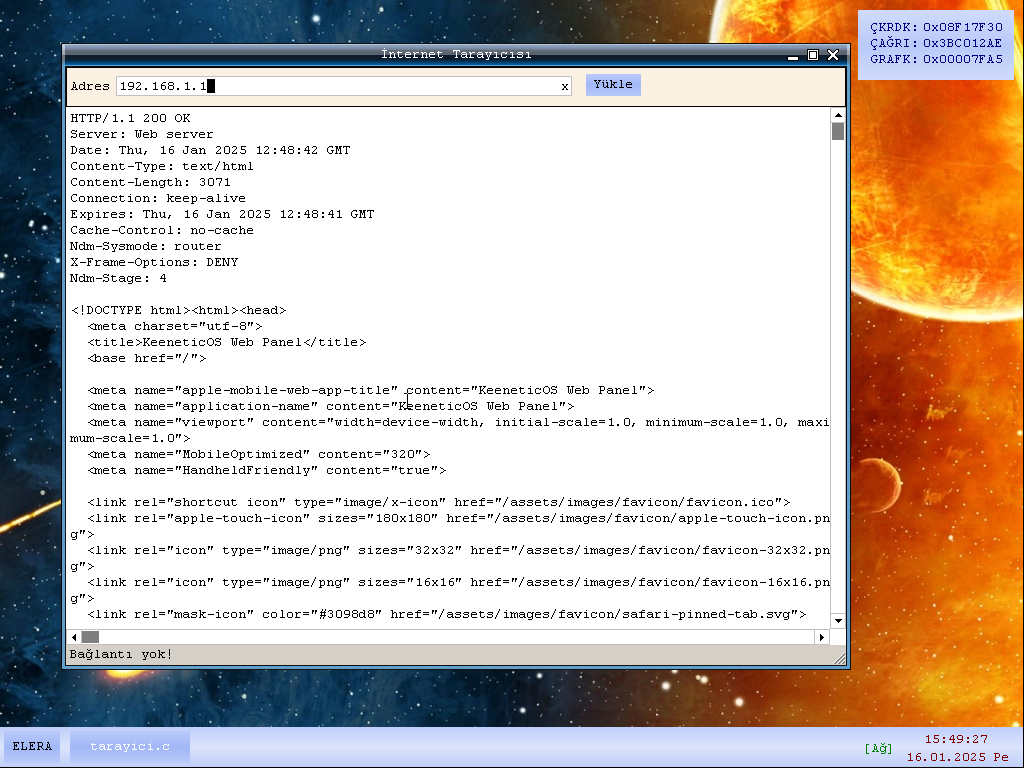 ÇKRDK: 0x08F17F30
ÇAĞRI: 0x3BC012AE
GRAFK: 0x00007FA5
İnternet Tarayıcısı
Adres 192.168.1.1 x Yükle
HTTP/1.1 200 OK
Server: Web server
Date: Thu, 16 Jan 2025 12:48:42 GMT
Content-Type: text/html
Content-Length: 3071
Connection: keep-alive
Expires: Thu, 16 Jan 2025 12:48:41 GMT
Cache-Control: no-cache
Ndm-Sysmode: router
X-Frame-Options: DENY
Ndm-Stage: 4
<!DOCTYPE html><html><head>
<meta charset="utf-8">
<title>KeeneticOS Web Panel</title>
<base href="/">
<meta name="apple-mobile-web-app-title" content="KeeneticOS Web Panel">
<meta name="application-name" content="KeeneticOS Web Panel">
<meta name="viewport" content="width=device-width, initial-scale=1.0, minimum-scale=1.0, maxi
mum-scale=1.0">
<meta name="MobileOptimized" content="320">
<meta name="HandheldFriendly" content="true">
<link rel="shortcut icon" type="image/x-icon" href="/assets/images/favicon/favicon.ico">
<link rel="apple-touch-icon" sizes="180x180" href="/assets/images/favicon/apple-touch-icon.pn
g">
<link rel="icon" type="image/png" sizes="32x32" href="/assets/images/favicon/favicon-32x32.pn
g">
<link rel="icon" type="image/png" sizes="16x16" href="/assets/images/favicon/favicon-16x16.pn
g">
<link rel="mask-icon" color="#3098d8" href="/assets/images/favicon/safari-pinned-tab.svg">
Bağlantı yok!
ELERA
tarayici.c
[Ağ]
15:49:27
16.01.2025 Pe